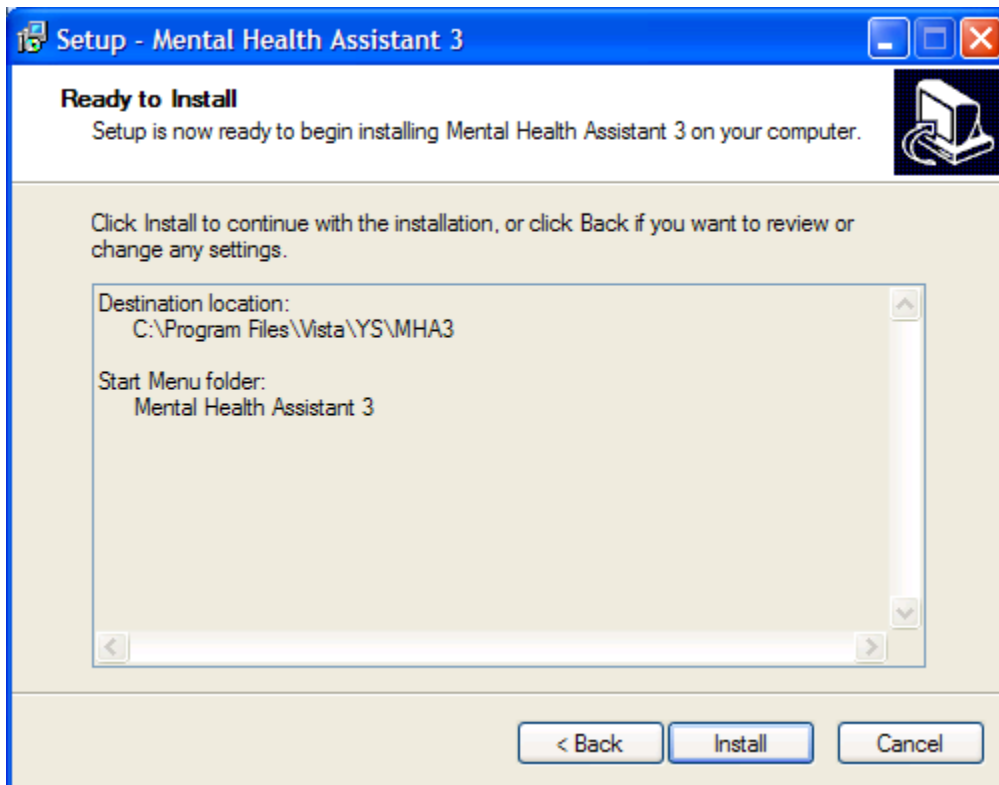 Setup - Mental Health Assistant 3
Ready to Install
Setup is now ready to begin installing Mental Health Assistant 3 on your computer.
Click Install to continue with the installation, or click Back if you want to review or
change any settings.
Destination location:
C:\Program Files\Vista\YS\MHA3
Start Menu folder:
Mental Health Assistant 3
< Back Install Cancel